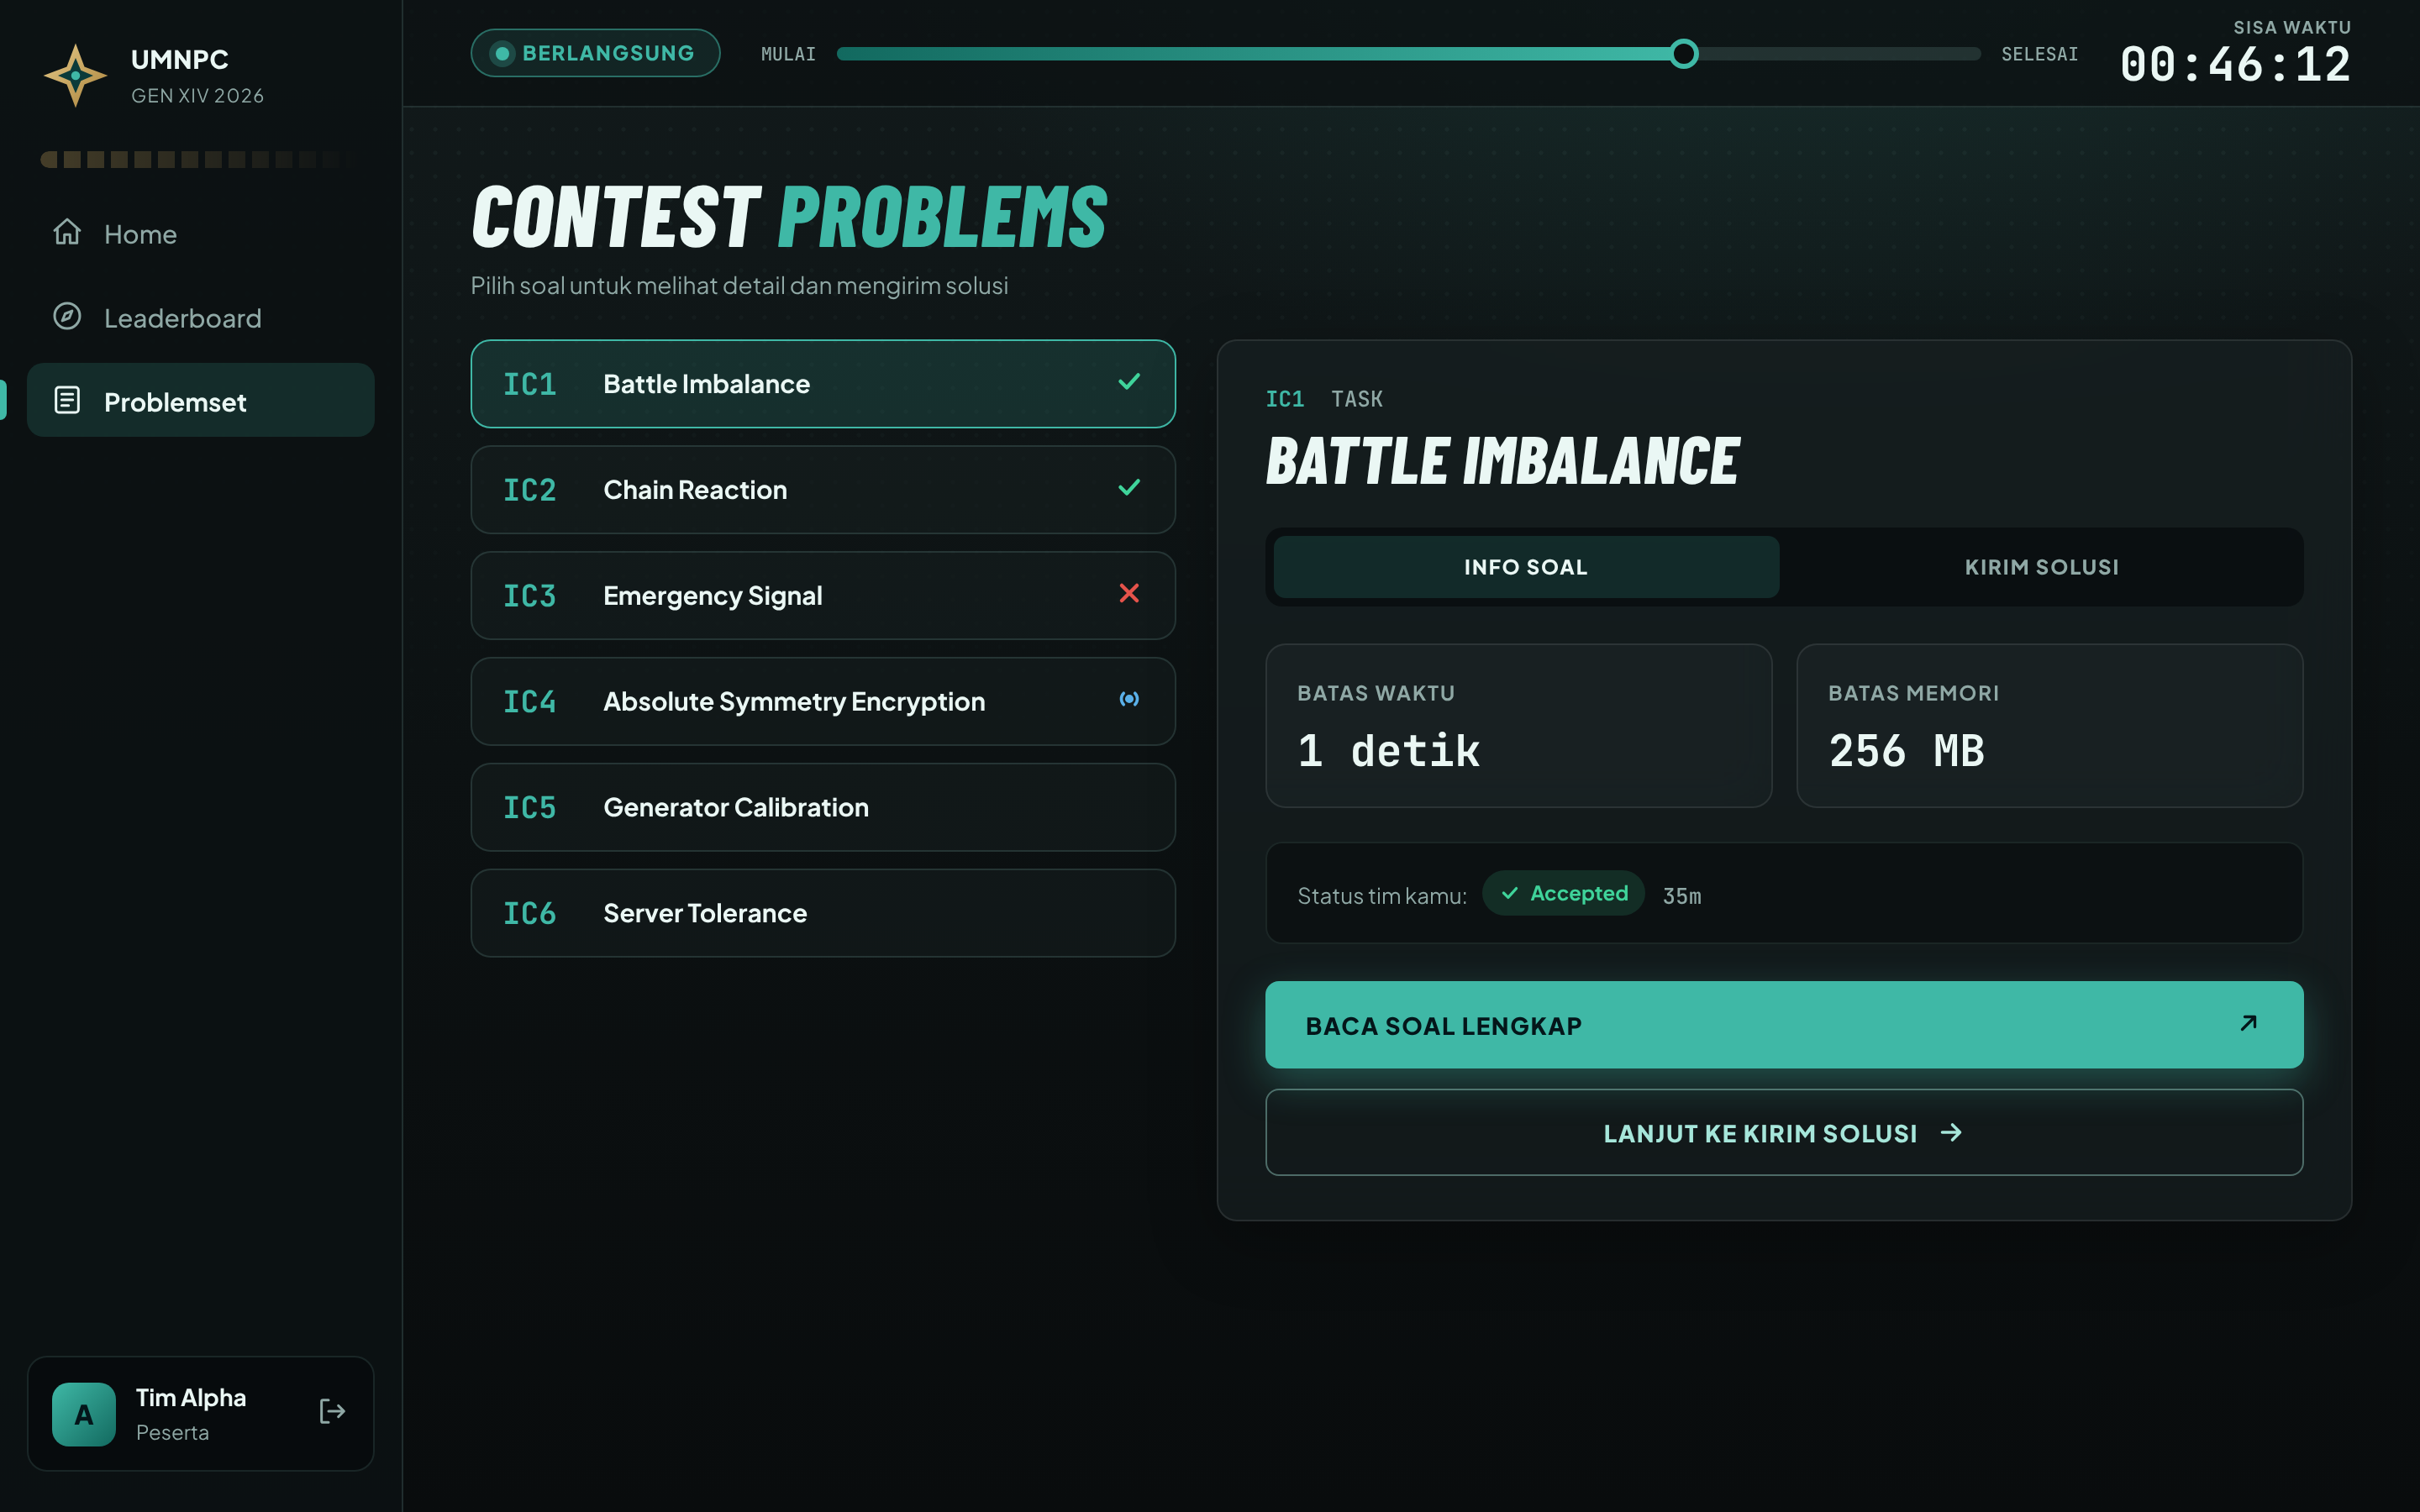 UMNPC
GEN XIV 2026
Home
Leaderboard
Problemset
A
Tim Alpha
Peserta
BERLANGSUNG
MULAI
SELESAI
SISA WAKTU
00:46:12
CONTEST PROBLEMS
Pilih soal untuk melihat detail dan mengirim solusi
IC1 Battle Imbalance
IC2 Chain Reaction
IC3 Emergency Signal
IC4 Absolute Symmetry Encryption
IC5 Generator Calibration
IC6 Server Tolerance
IC1 TASK
BATTLE IMBALANCE
INFO SOAL
KIRIM SOLUSI
BATAS WAKTU
1 detik
BATAS MEMORI
256 MB
Status tim kamu: Accepted 35m
BACA SOAL LENGKAP
LANJUT KE KIRIM SOLUSI